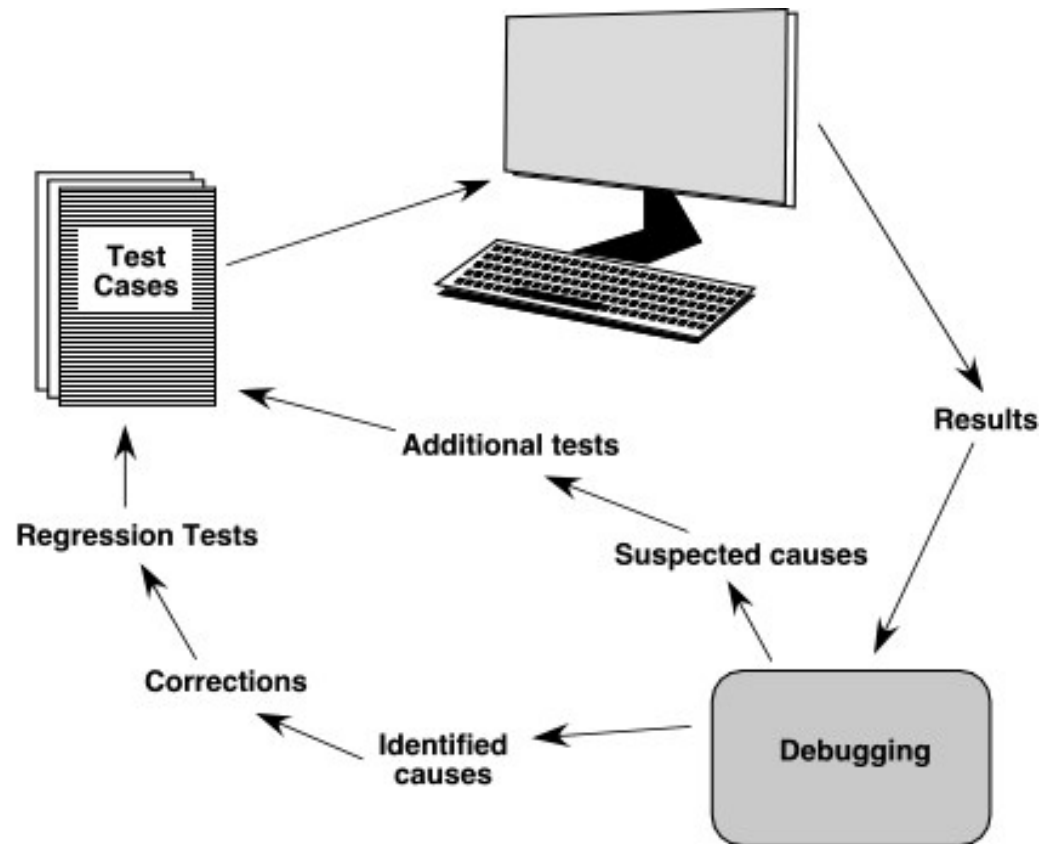 Test
Cases
Results
Additional tests
Regression Tests
Suspected causes
Corrections
Identified
causes
Debugging